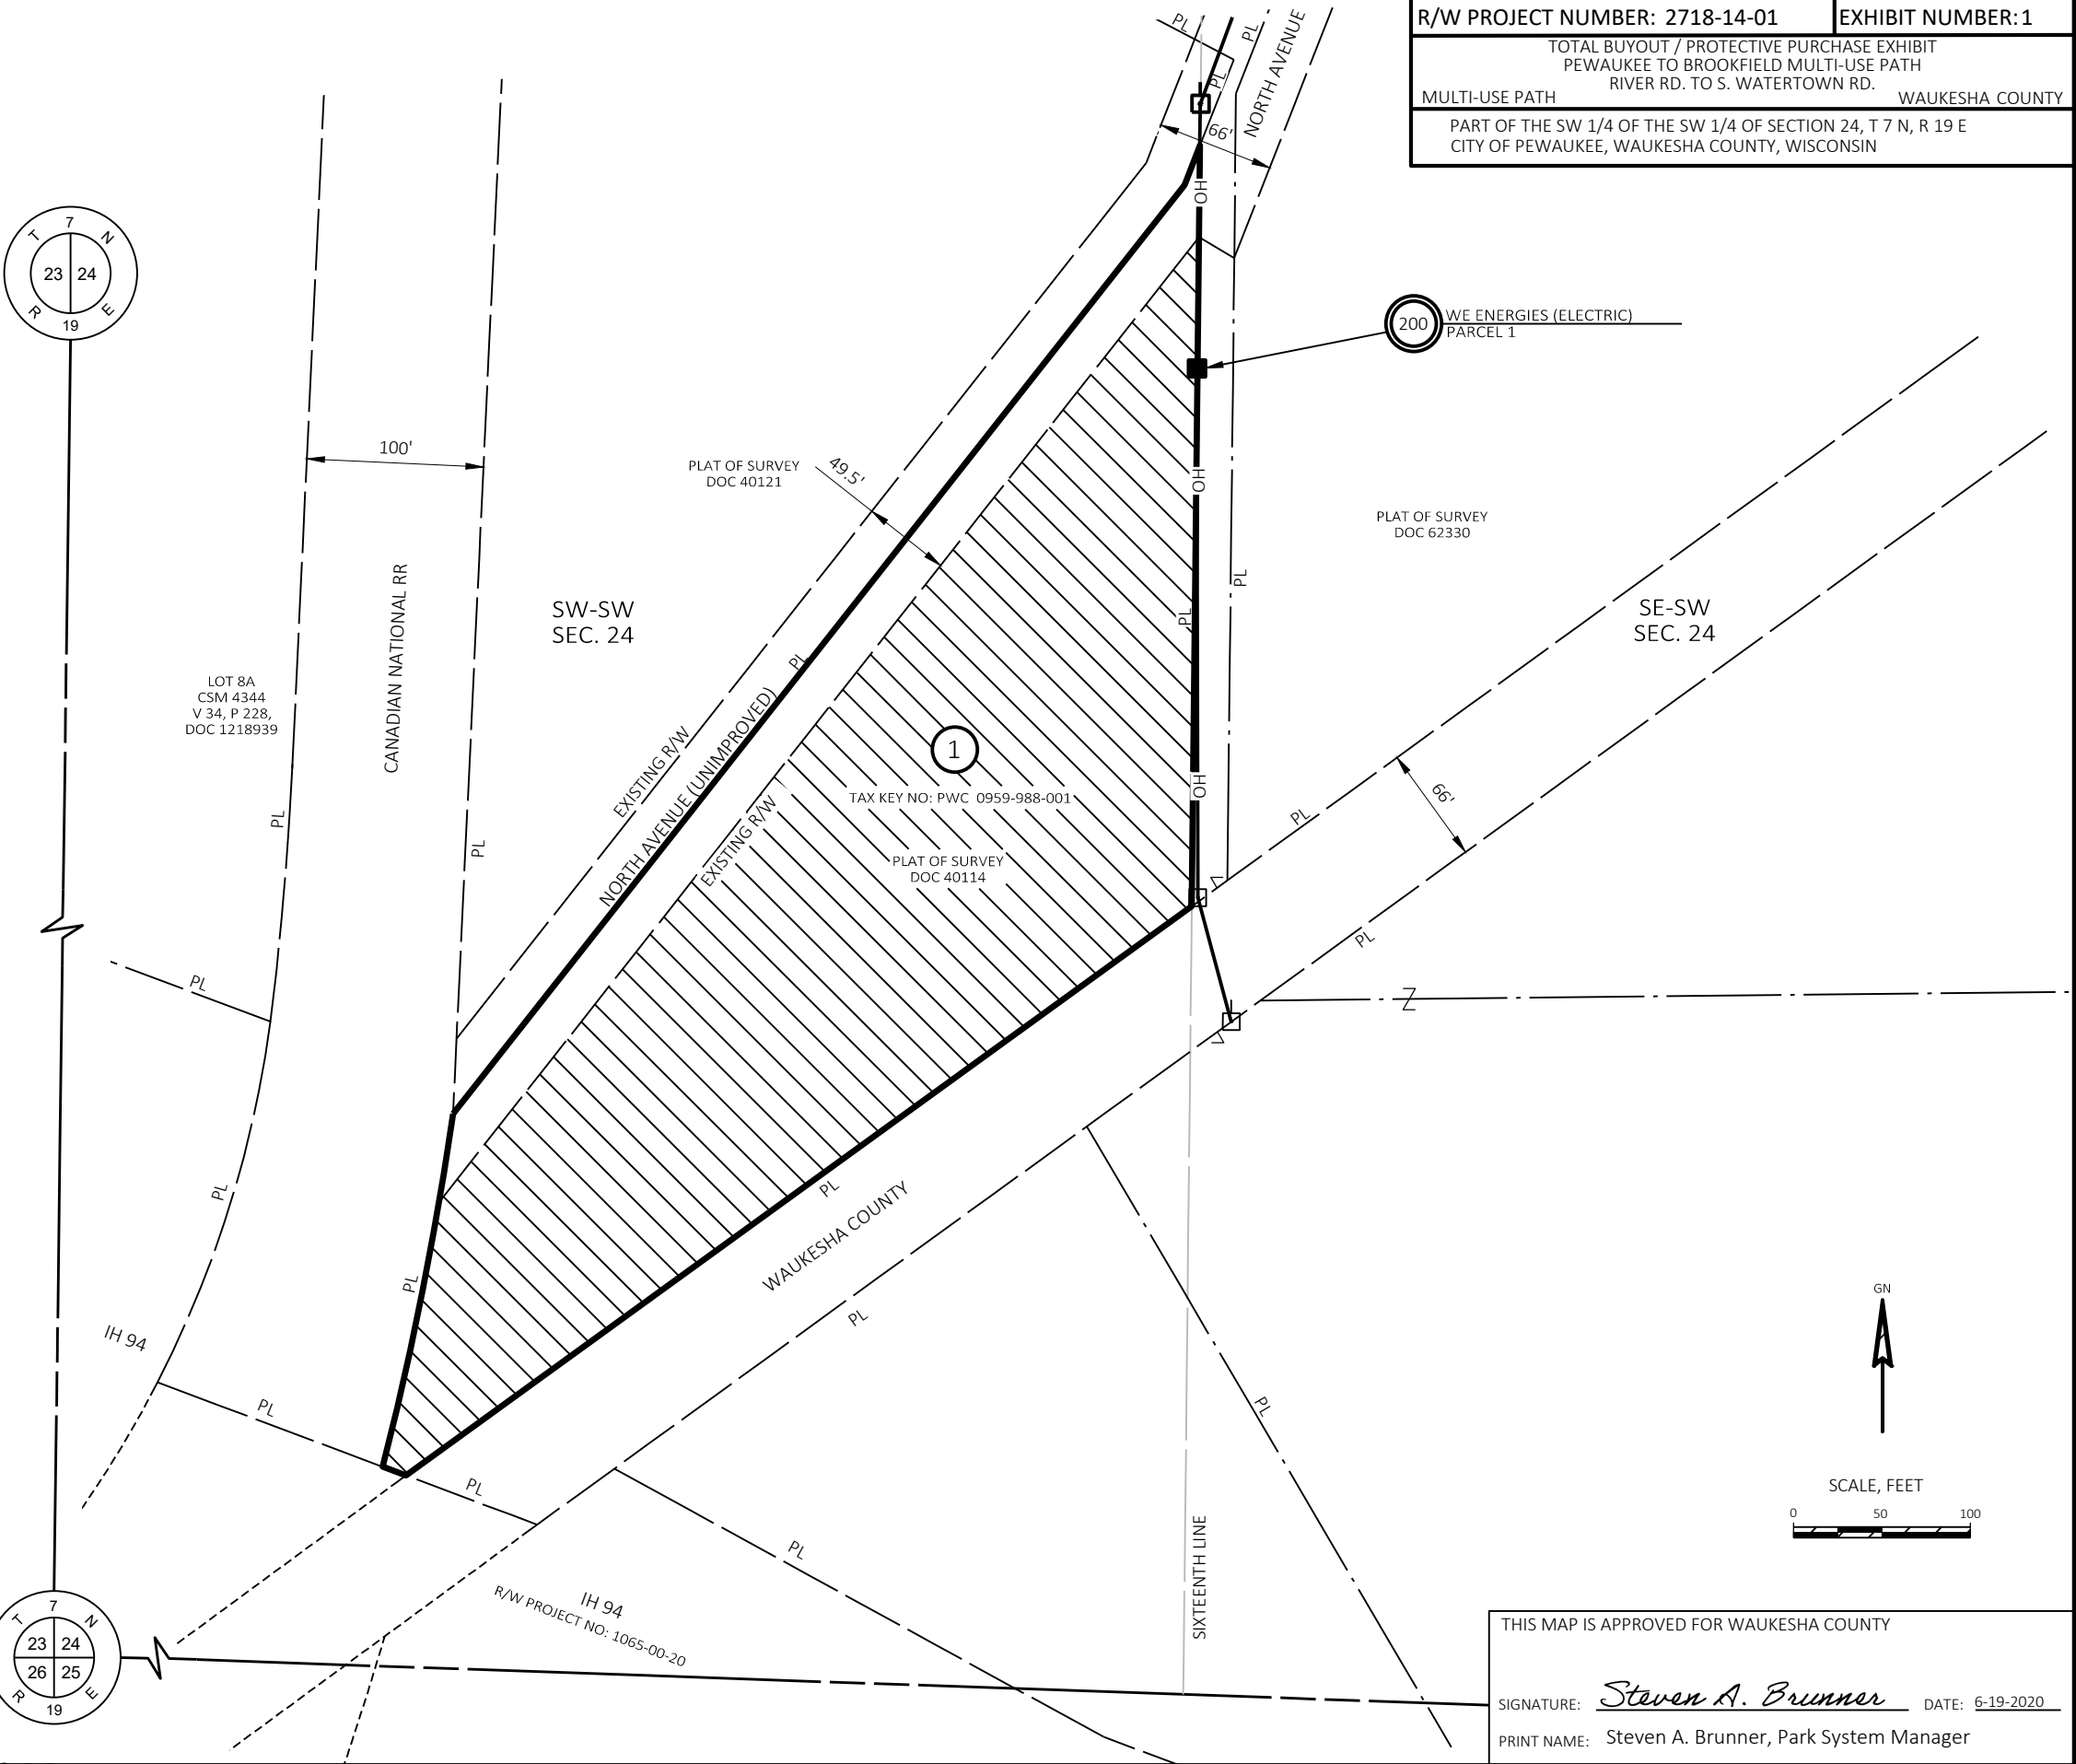 R/W PROJECT NUMBER: 2718-14-01
EXHIBIT NUMBER: 1
TOTAL BUYOUT / PROTECTIVE PURCHASE EXHIBIT
PEWAUKEE TO BROOKFIELD MULTI-USE PATH
RIVER RD. TO S. WATERTOWN RD.
MULTI-USE PATH
WAUKESHA COUNTY
PART OF THE SW 1/4 OF THE SW 1/4 OF SECTION 24, T 7 N, R 19 E
CITY OF PEWAUKEE, WAUKESHA COUNTY, WISCONSIN
PL
PL
PL
NORTH AVENUE
66'
OH
7
T
N
23
24
R
E
19
200
WE ENERGIES (ELECTRIC)
PARCEL 1
100'
PLAT OF SURVEY
DOC 40121
49.5'
OH
PLAT OF SURVEY
DOC 62330
PL
PL
SW-SW
SEC. 24
SE-SW
SEC. 24
CANADIAN NATIONAL RR
PL
LOT 8A
CSM 4344
V 34, P 228,
DOC 1218939
EXISTING R/W
NORTH AVENUE (UNIMPROVED)
EXISTING R/W
1
TAX KEY NO: PWC 0959-988-001
OH
PLAT OF SURVEY
DOC 40114
66'
PL
PL
PL
PL
PL
Z
PL
PL
WAUKESHA COUNTY
PL
PL
IH 94
PL
PL
PL
PL
GN
SCALE, FEET
0
50
100
SIXTEENTH LINE
IH 94
R/W PROJECT NO: 1065-00-20
7
T
N
23
24
26
25
R
E
19
THIS MAP IS APPROVED FOR WAUKESHA COUNTY
SIGNATURE: Steven A. Brunner DATE: 6-19-2020
PRINT NAME: Steven A. Brunner, Park System Manager